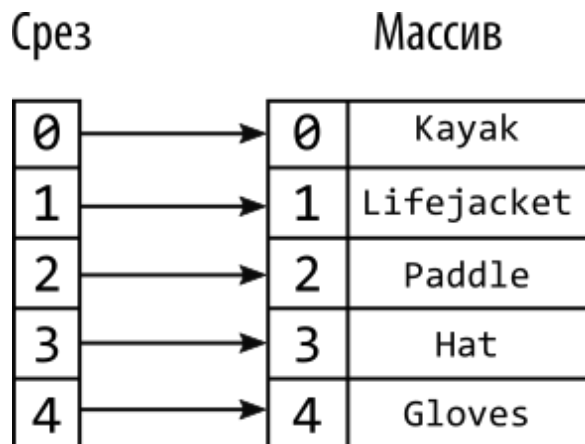 Срез Массив
0 0 Kayak
1 1 Lifejacket
2 2 Paddle
3 3 Hat
4 4 Gloves